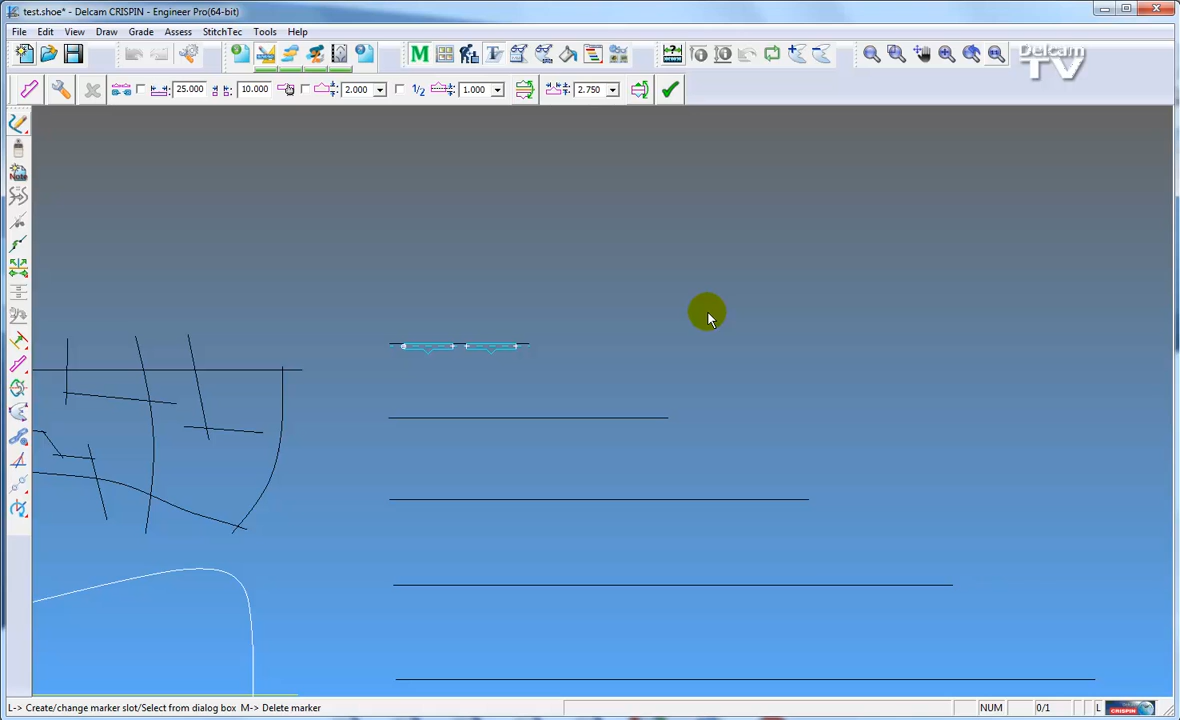 test.shoe* - Delcam CRISPIN - Engineer Pro(64-bit)
File Edit View Draw Grade Assess StitchTec Tools Help
M T Delcam
TV
25.000 10.000 2.000 1/2 1.000 2.750
Note
L-> Create/change marker slot/Select from dialog box M-> Delete marker NUM 0/1 L CRISPIN